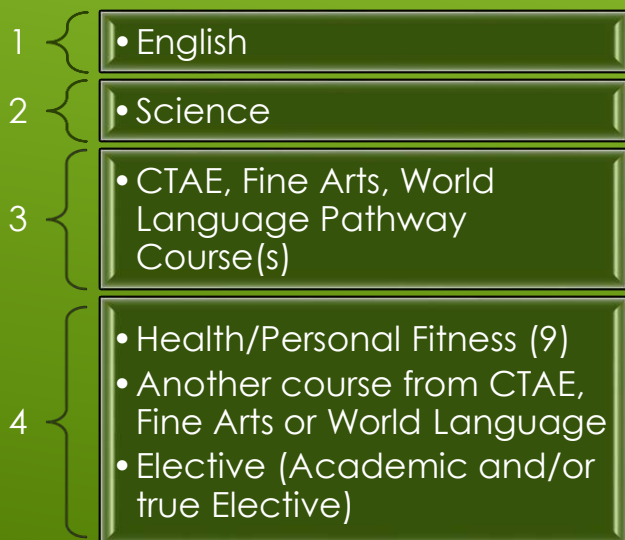 1
• English
2
• Science
3
• CTAE, Fine Arts, World
Language Pathway
Course(s)
4
• Health/Personal Fitness (9)
• Another course from CTAE,
Fine Arts or World Language
• Elective (Academic and/or
true Elective)